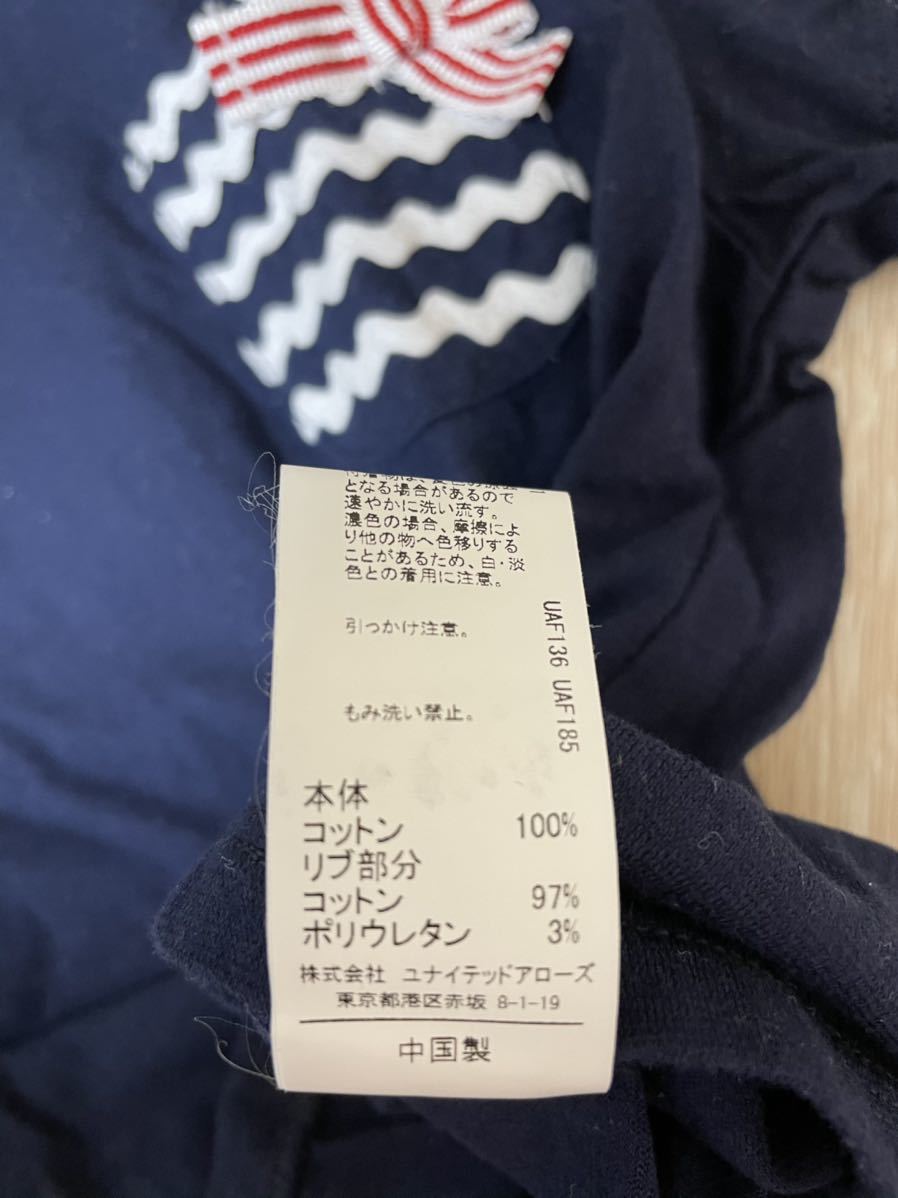 となる場合があるので
速やかに洗い流す。
濃色の場合、摩擦によ
り他の物へ色移りする
ことがあるため、白・淡
色との着用に注意。
引っかけ注意。
もみ洗い禁止。
UAF136 UAF185
本体
コットン 100%
リブ部分
コットン 97%
ポリウレタン 3%
株式会社 ユナイテッドアローズ
東京都港区赤坂 8-1-19
中国製